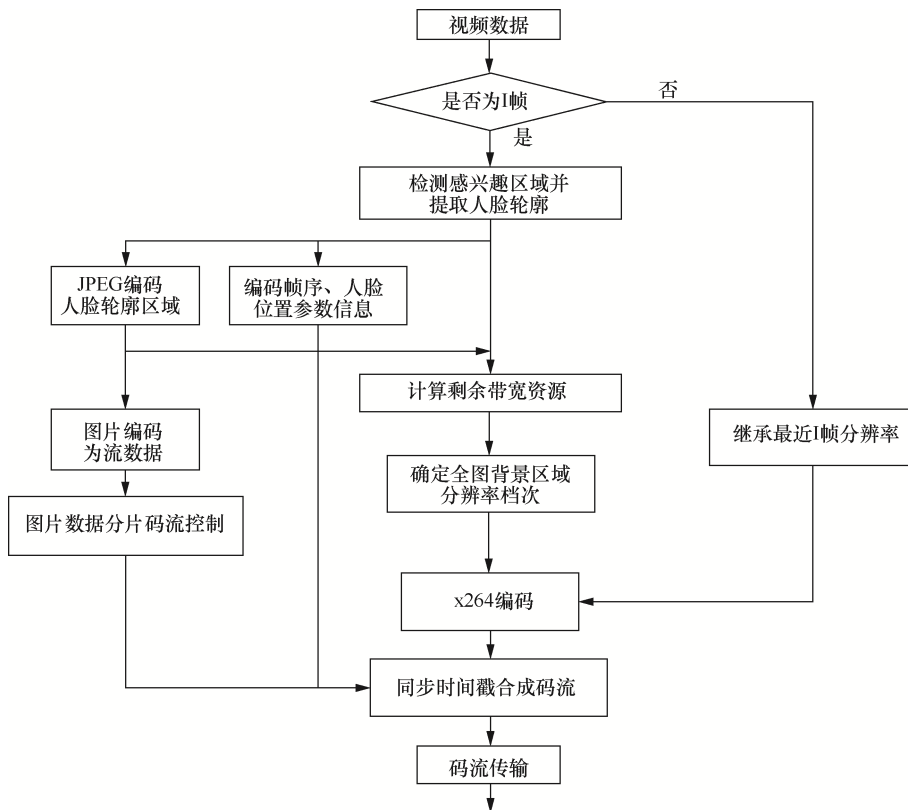 视频数据
是否为I帧
否
是
检测感兴趣区域并
提取人脸轮廓
JPEG编码
人脸轮廓区域
编码帧序、人脸
位置参数信息
计算剩余带宽资源
图片编码
为流数据
继承最近I帧分辨率
确定全图背景区域
分辨率档次
图片数据分片码流控制
x264编码
同步时间戳合成码流
码流传输